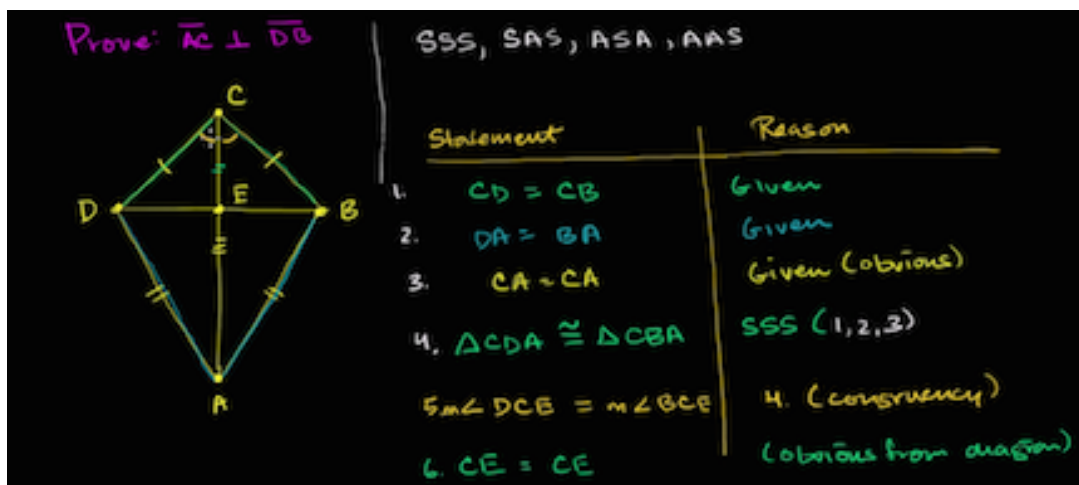 Prove: AC ⊥ DB
SSS, SAS, ASA, AAS
C
D
E
B
A
Statement Reason
1. CD = CB Given
2. DA = BA Given
3. CA = CA Given (obvious)
4. △CDA ≅ △CBA SSS (1,2,3)
5. m∠DCE = m∠BCE 4. (congruency)
6. CE = CE (obvious from diagram)